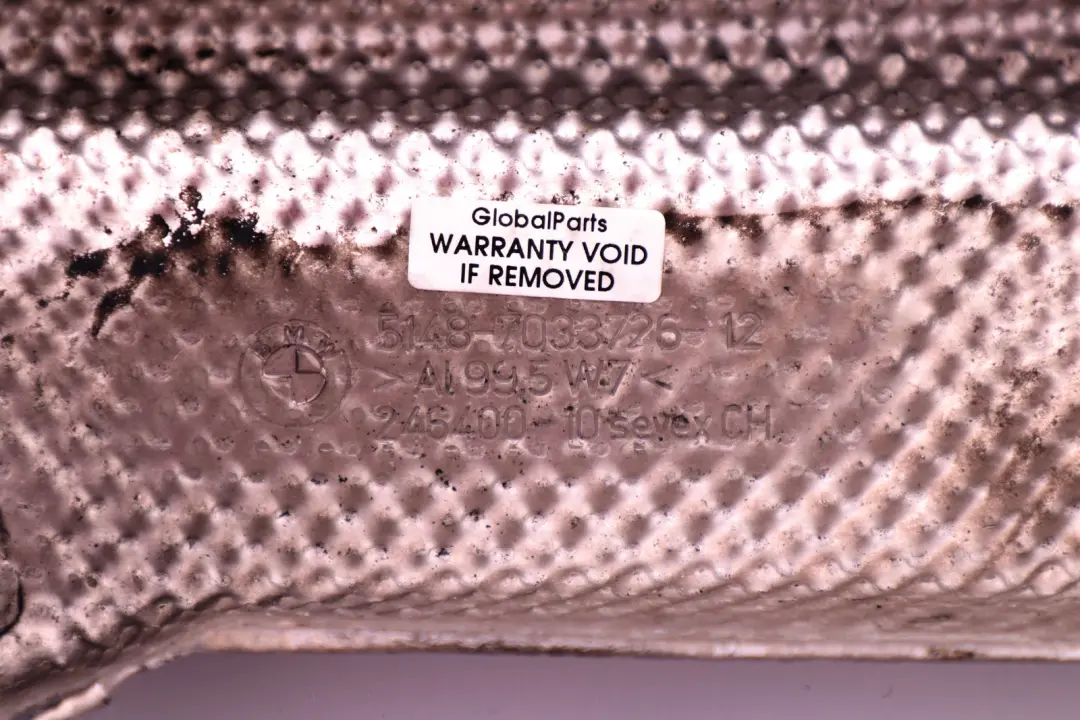 GlobalParts
WARRANTY VOID
IF REMOVED
5148-7033726-12
>Al 99.5 W7<
246400-10 sevex CH